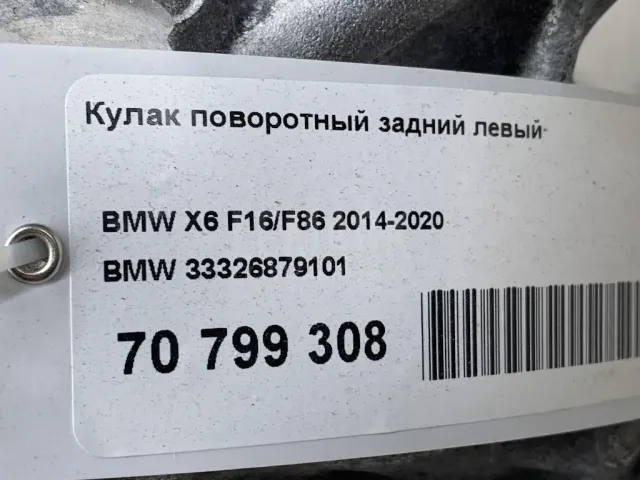 Кулак поворотный задний левый
BMW X6 F16/F86 2014-2020
BMW 33326879101
70 799 308